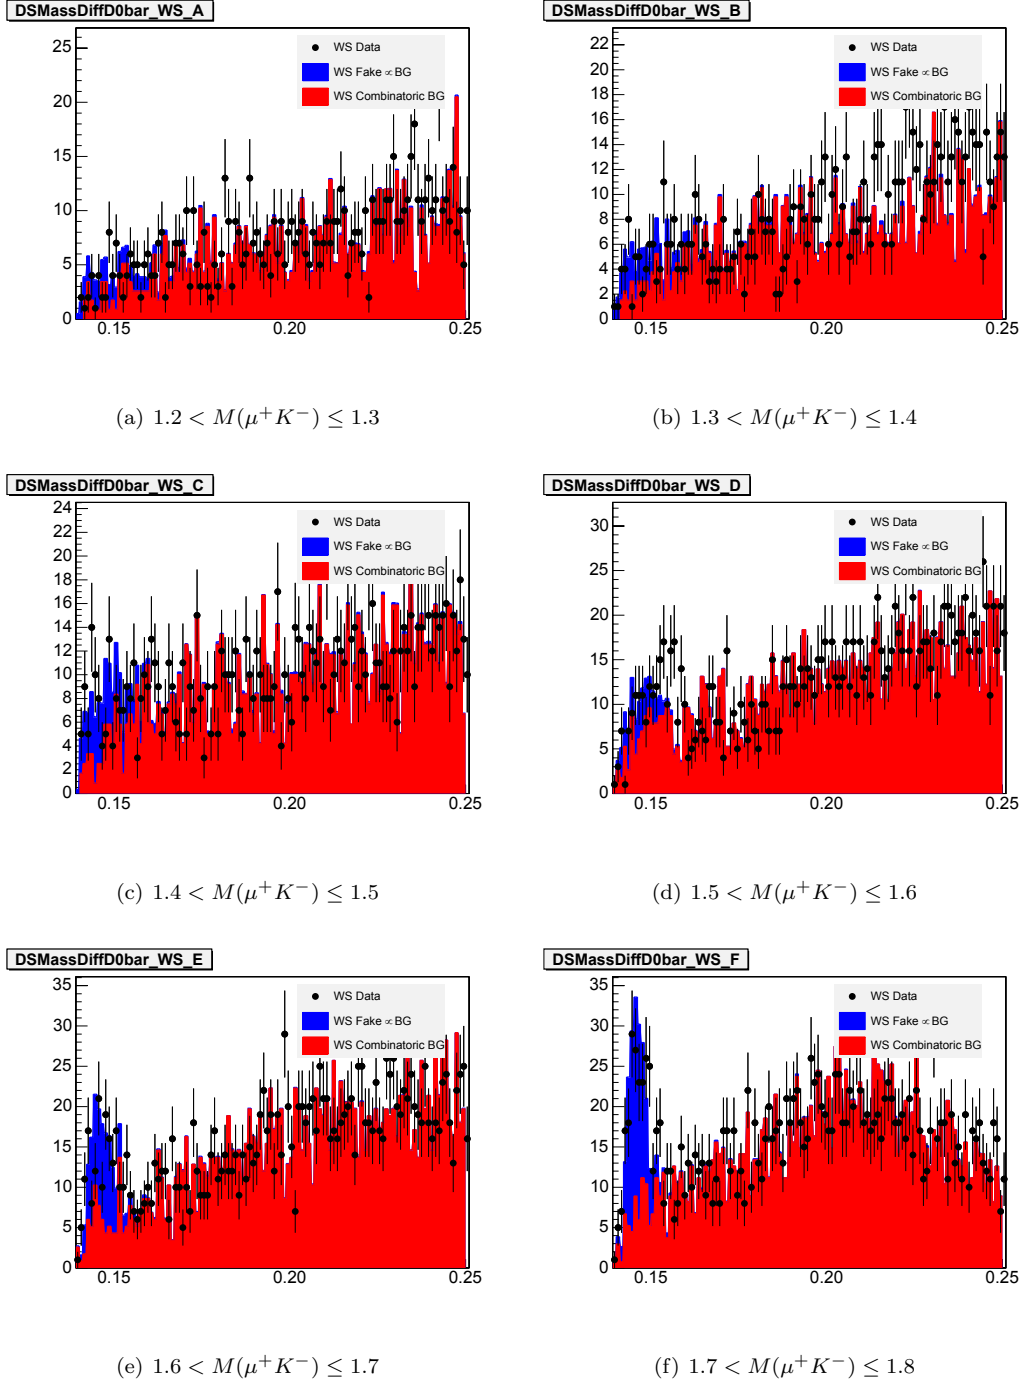 DSMassDiffD0bar_WS_A
25
20
15
10
5
0
0.15
0.20
0.25
WS Data
WS Fake ∝ BG
WS Combinatoric BG
(a) 1.2 < M(μ⁺K⁻) ≤ 1.3
DSMassDiffD0bar_WS_B
22
20
18
16
14
12
10
8
6
4
2
0
0.15
0.20
0.25
WS Data
WS Fake ∝ BG
WS Combinatoric BG
(b) 1.3 < M(μ⁺K⁻) ≤ 1.4
DSMassDiffD0bar_WS_C
24
22
20
18
16
14
12
10
8
6
4
2
0
0.15
0.20
0.25
WS Data
WS Fake ∝ BG
WS Combinatoric BG
(c) 1.4 < M(μ⁺K⁻) ≤ 1.5
DSMassDiffD0bar_WS_D
30
25
20
15
10
5
0
0.15
0.20
0.25
WS Data
WS Fake ∝ BG
WS Combinatoric BG
(d) 1.5 < M(μ⁺K⁻) ≤ 1.6
DSMassDiffD0bar_WS_E
35
30
25
20
15
10
5
0
0.15
0.20
0.25
WS Data
WS Fake ∝ BG
WS Combinatoric BG
(e) 1.6 < M(μ⁺K⁻) ≤ 1.7
DSMassDiffD0bar_WS_F
35
30
25
20
15
10
5
0
0.15
0.20
0.25
WS Data
WS Fake ∝ BG
WS Combinatoric BG
(f) 1.7 < M(μ⁺K⁻) ≤ 1.8